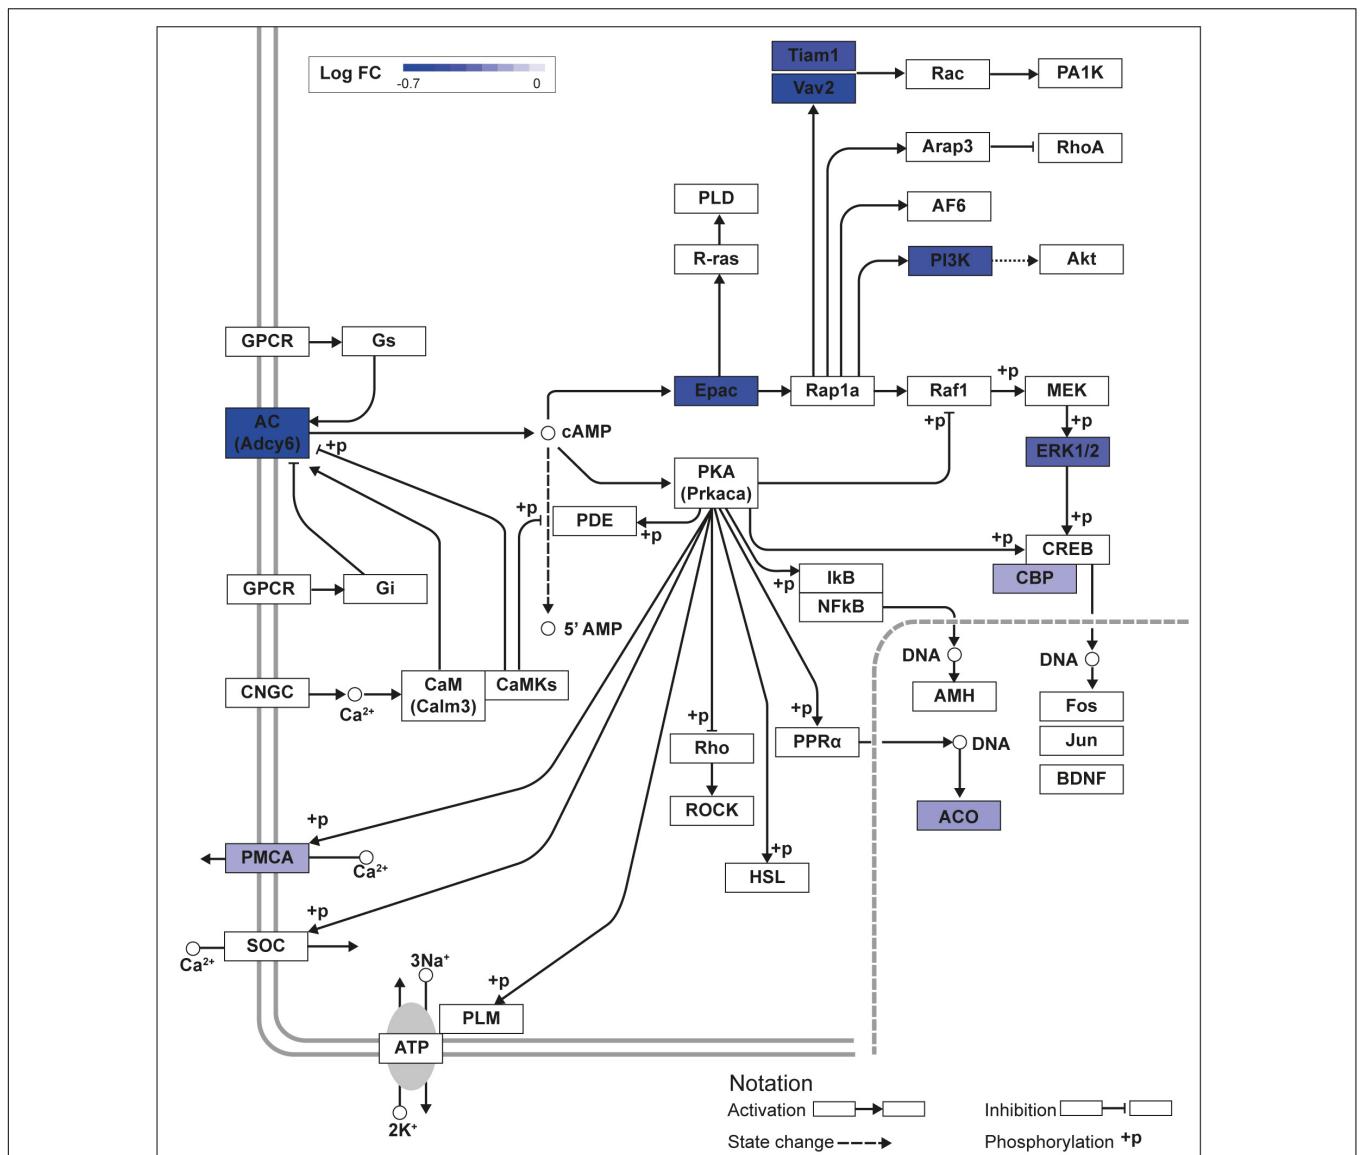 Log FC
-0.7 0
Tiam1
Vav2
Rac
PA1K
Arap3
RhoA
PLD
AF6
R-ras
PI3K
Akt
GPCR
Gs
Epac
Rap1a
Raf1
+p
MEK
+p
+p
AC
(Adcy6)
+p
cAMP
ERK1/2
PKA
(Prkaca)
+p
PDE
+p
+p
+p
CREB
CBP
GPCR
Gi
IkB
+p
NFkB
5' AMP
DNA
DNA
CNGC
Ca2+
CaM
(Calm3)
CaMKs
AMH
Fos
+p
+p
Rho
PPRα
DNA
Jun
BDNF
ROCK
ACO
+p
PMCA
Ca2+
+p
HSL
+p
SOC
Ca2+
3Na+
+p
PLM
ATP
2K+
Notation
Activation
Inhibition
State change
Phosphorylation +p